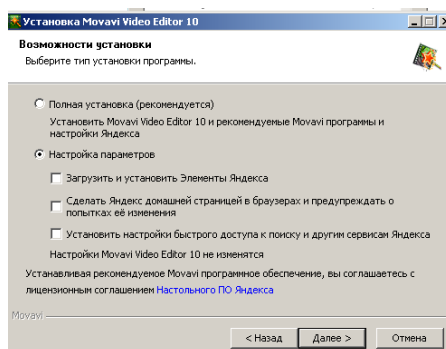 Установка Movavi Video Editor 10
Возможности установки
Выберите тип установки программы.
Полная установка (рекомендуется)
Установить Movavi Video Editor 10 и рекомендуемые Movavi программы и
настройки Яндекса
Настройка параметров
Загрузить и установить Элементы Яндекса
Сделать Яндекс домашней страницей в браузерах и предупреждать о
попытках её изменения
Установить настройки быстрого доступа к поиску и другим сервисам Яндекса
Настройки Movavi Video Editor 10 не изменятся
Устанавливая рекомендуемое Movavi программное обеспечение, вы соглашаетесь с
лицензионным соглашением Настольного ПО Яндекса
Movavi
< Назад Далее > Отмена